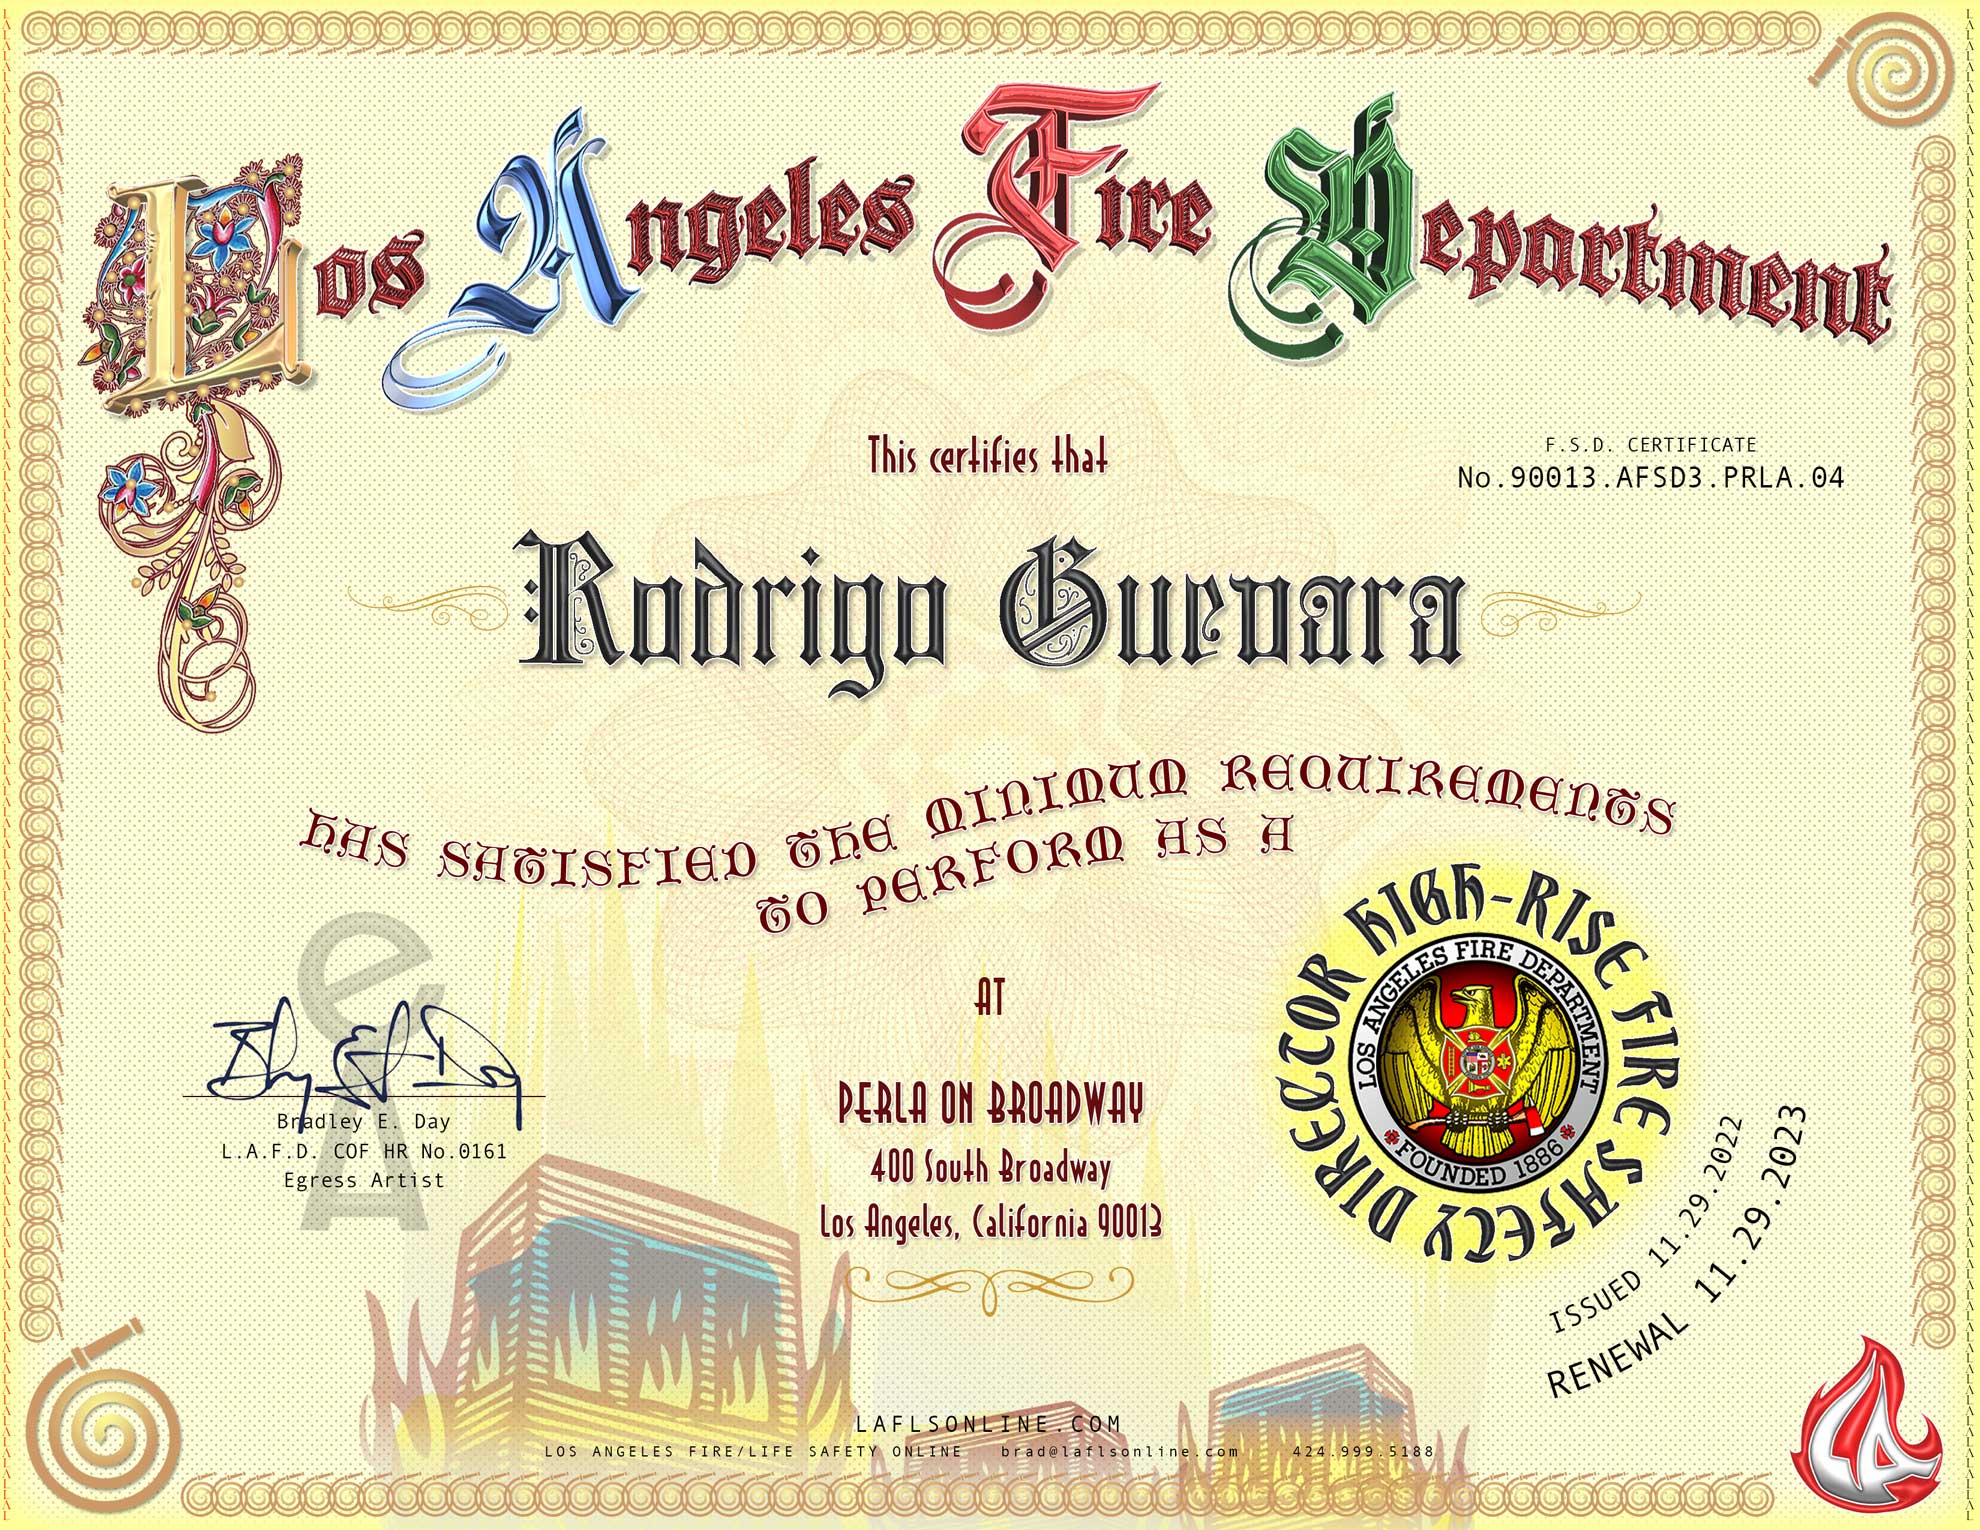 Los Angeles Fire Department
This certifies that
F.S.D. CERTIFICATE
No.90013.AFSD3.PRLA.04
Rodrigo Guevara
HAS SATISFIED THE MINIMUM REQUIREMENTS
TO PERFORM AS A
HIGH-RISE FIRE SAFETY DIRECTOR
LOS ANGELES FIRE DEPARTMENT
FOUNDED 1886
eA
AT
PERLA ON BROADWAY
400 South Broadway
Los Angeles, California 90013
Bradley E. Day
L.A.F.D. COF HR No.0161
Egress Artist
ISSUED 11.29.2022
RENEWAL 11.29.2023
LAFLSONLINE.COM
LOS ANGELES FIRE/LIFE SAFETY ONLINE brad@laflsonline.com 424.999.5188
LA